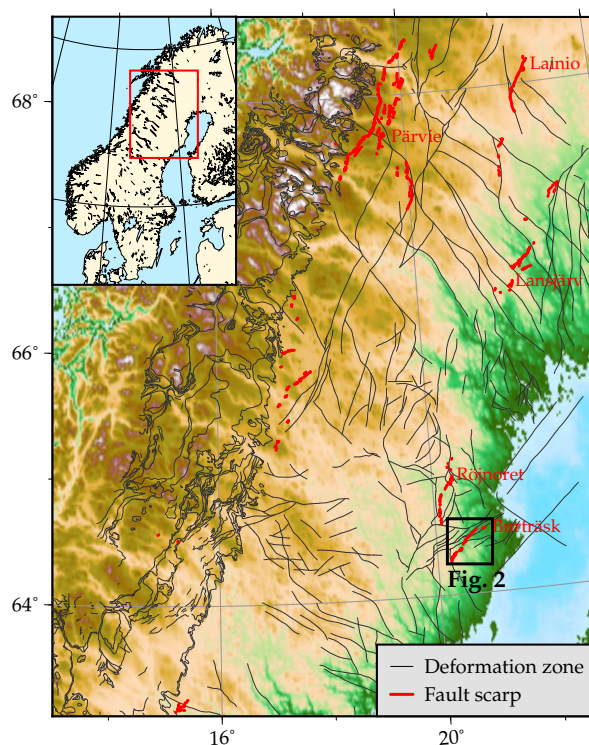 68°
66°
64°
16°
20°
Lainio
Pärvie
Lansjärv
Röjnoret
Burträsk
Fig. 2
Deformation zone
Fault scarp